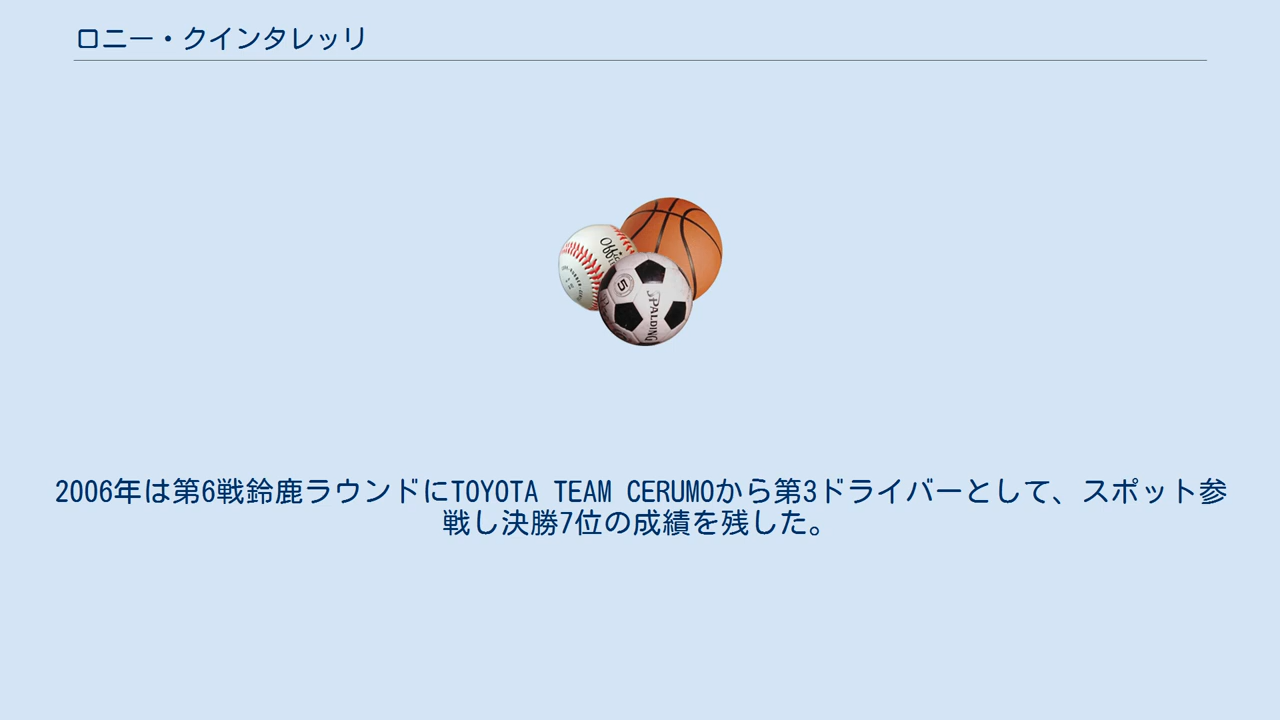 ロニー・クインタレッリ
Offici
5
SPALDING
2006年は第6戦鈴鹿ラウンドにTOYOTA TEAM CERUMOから第3ドライバーとして、スポット参
戦し決勝7位の成績を残した。